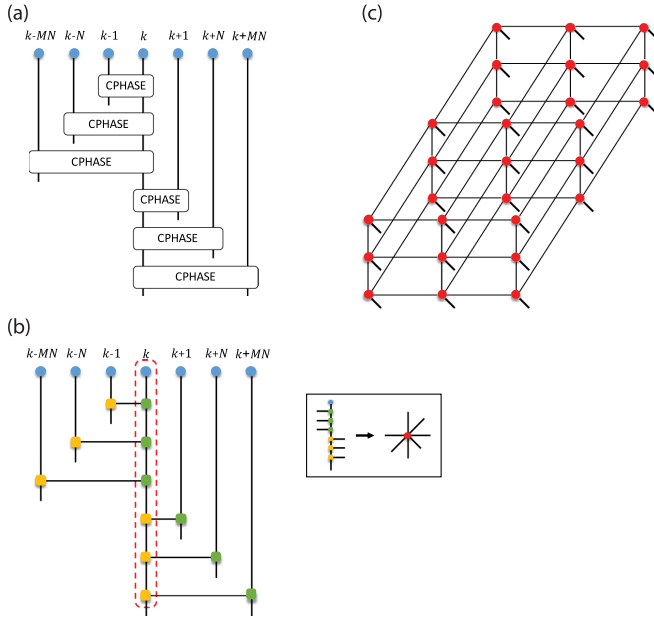 (a)
k-MN k-N k-1 k k+1 k+N k+MN
CPHASE
CPHASE
CPHASE
CPHASE
CPHASE
CPHASE
(b)
k-MN k-N k-1 k k+1 k+N k+MN
(c)